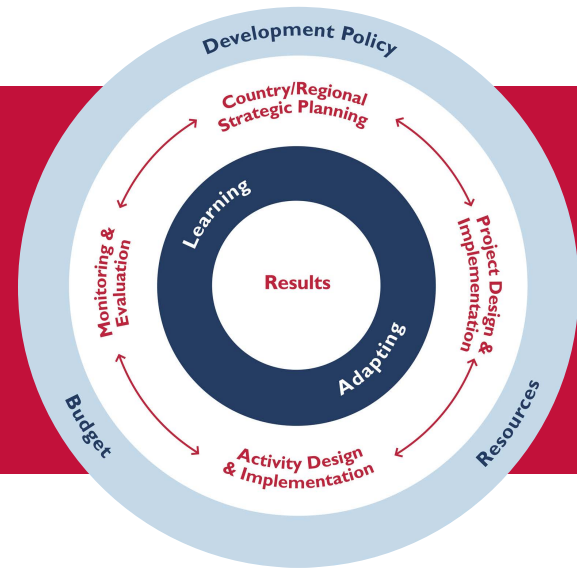 Development Policy
Country/Regional
Strategic Planning
Learning
Monitoring &
Evaluation
Results
Project Design &
Implementation
Adapting
Budget
Resources
Activity Design
& Implementation